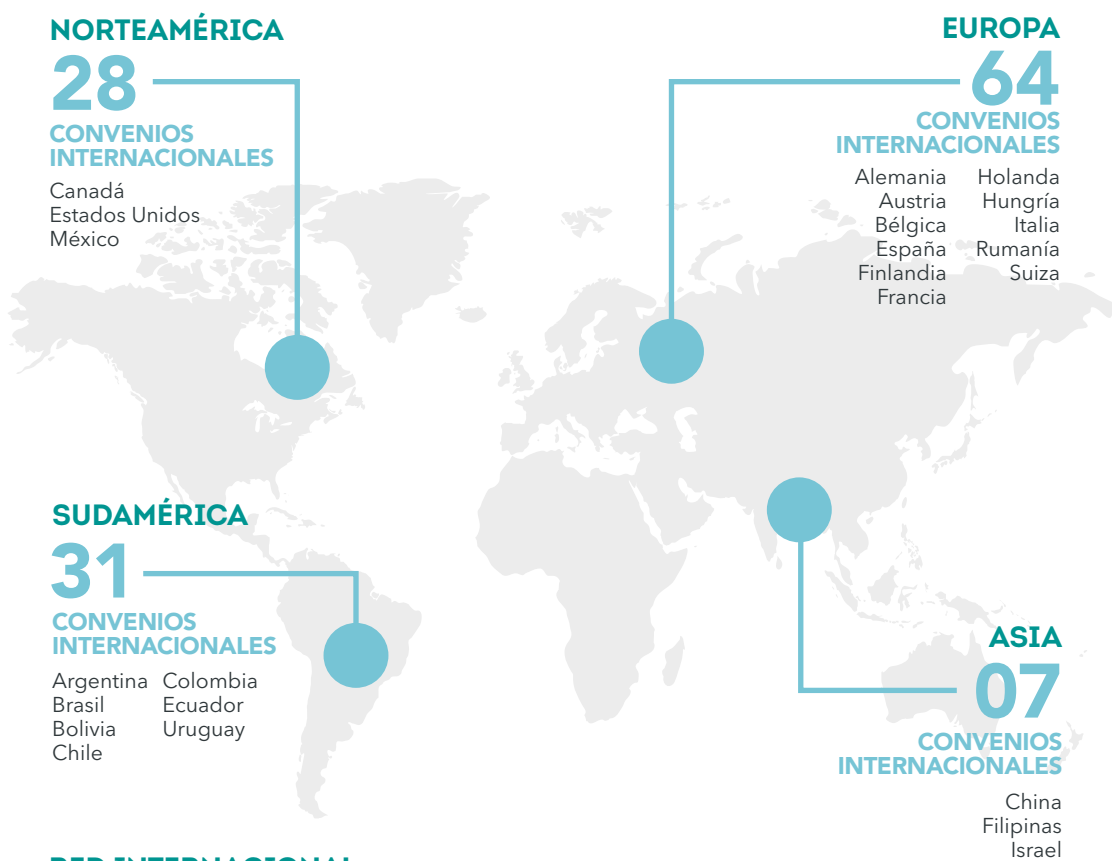 NORTEAMÉRICA
28
CONVENIOS
INTERNACIONALES
Canadá
Estados Unidos
México
EUROPA
64
CONVENIOS
INTERNACIONALES
Alemania Holanda
Austria Hungría
Bélgica Italia
España Rumanía
Finlandia Suiza
Francia
SUDAMÉRICA
31
CONVENIOS
INTERNACIONALES
Argentina Colombia
Brasil Ecuador
Bolivia Uruguay
Chile
ASIA
07
CONVENIOS
INTERNACIONALES
China
Filipinas
Israel
RED INTERNACIONAL